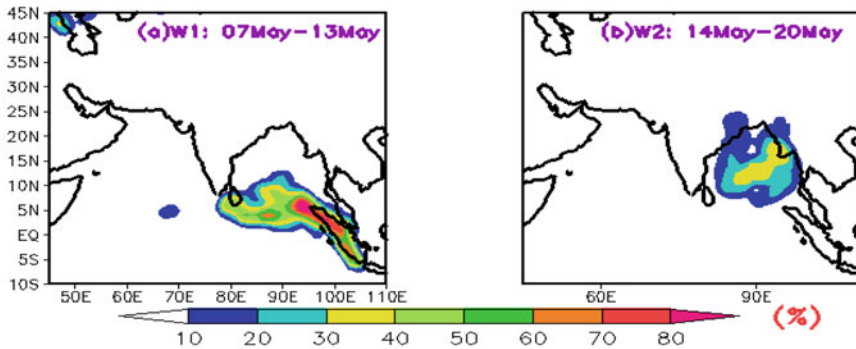 45N
40N
35N
30N
25N
20N
15N
10N
5N
EQ
5S
10S
(a)W1: 07May-13May
50E 60E 70E 80E 90E 100E 110E
(b)W2: 14May-20May
60E 90E
10 20 30 40 50 60 70 80
(%)